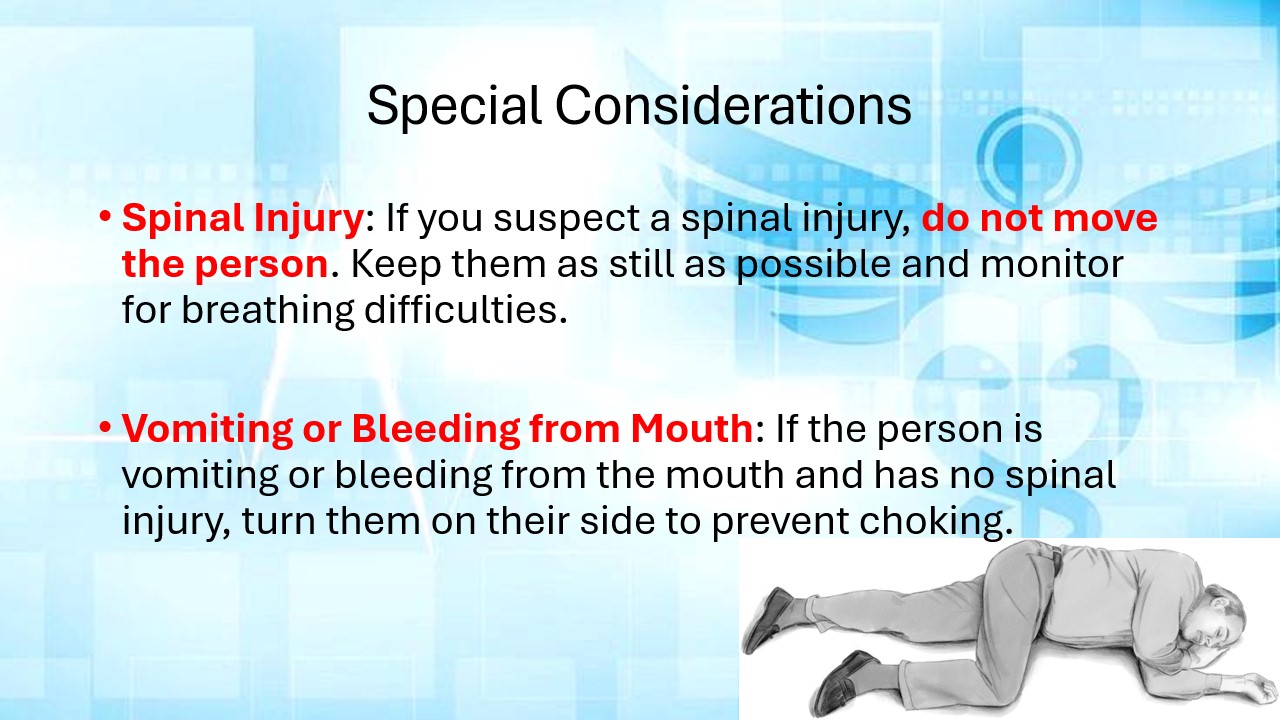 Special Considerations
• Spinal Injury: If you suspect a spinal injury, do not move
the person. Keep them as still as possible and monitor
for breathing difficulties.
• Vomiting or Bleeding from Mouth: If the person is
vomiting or bleeding from the mouth and has no spinal
injury, turn them on their side to prevent choking.